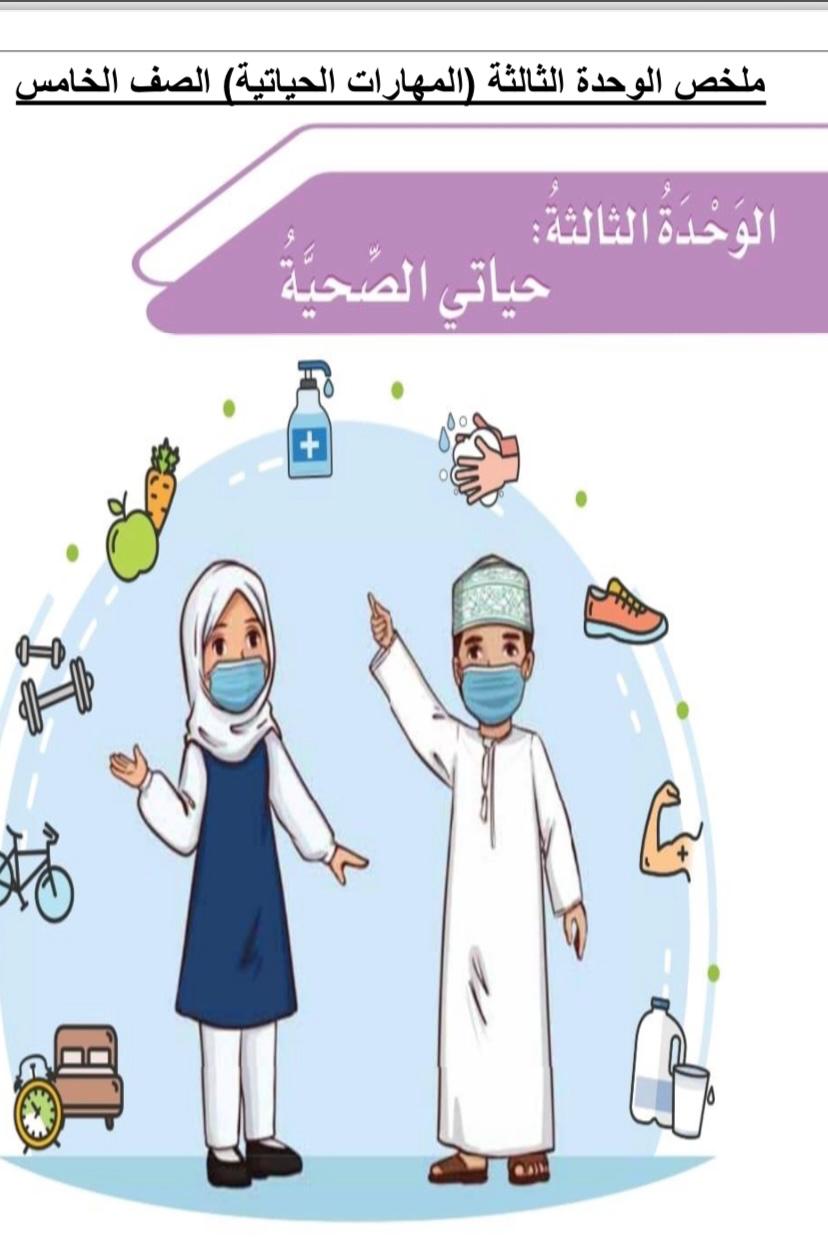 ملخص الوحدة الثالثة (المهارات الحياتية) الصف الخامس
الوَحْدَةُ الثالثةُ:
حياتي الصِّحيَّةُ